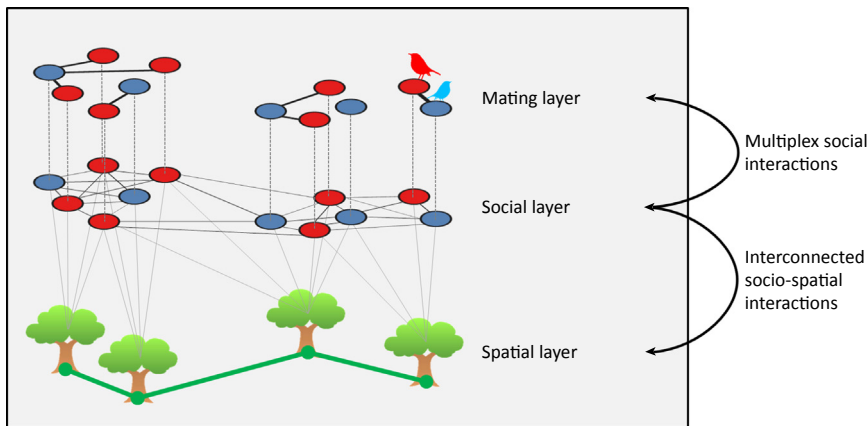 Mating layer
Multiplex social
interactions
Social layer
Interconnected
socio-spatial
interactions
Spatial layer